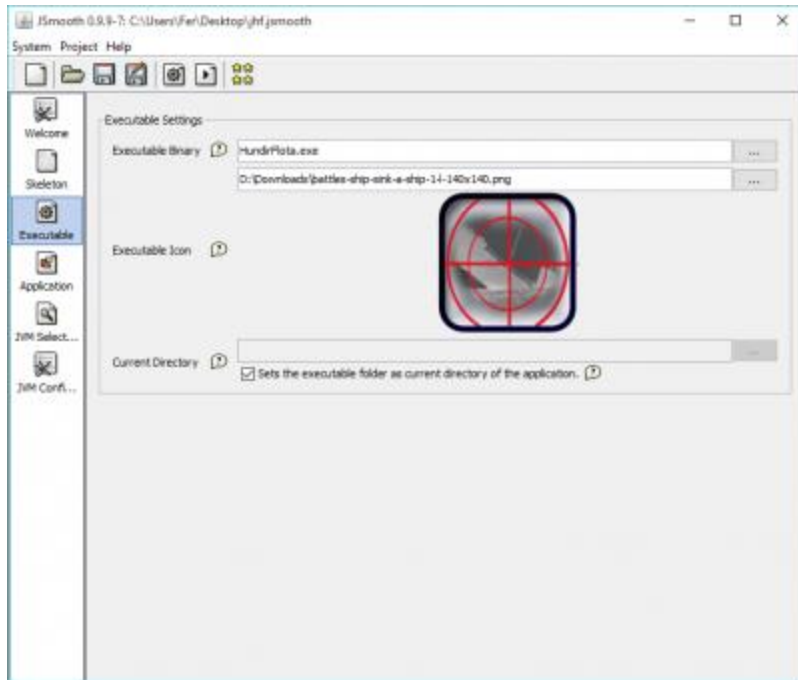 JSmooth 0.9.9-7: C:\Users\Fer\Desktop\jhf.jsmooth
System Project Help
Welcome
Skeleton
Executable
Application
JVM Select...
JVM Confi...
Executable Settings
Executable Binary
HundirFlota.exe
...
D:\Downloads\battles-ship-sink-a-ship-14-140x140.png
...
Executable Icon
Current Directory
...
Sets the executable folder as current directory of the application.